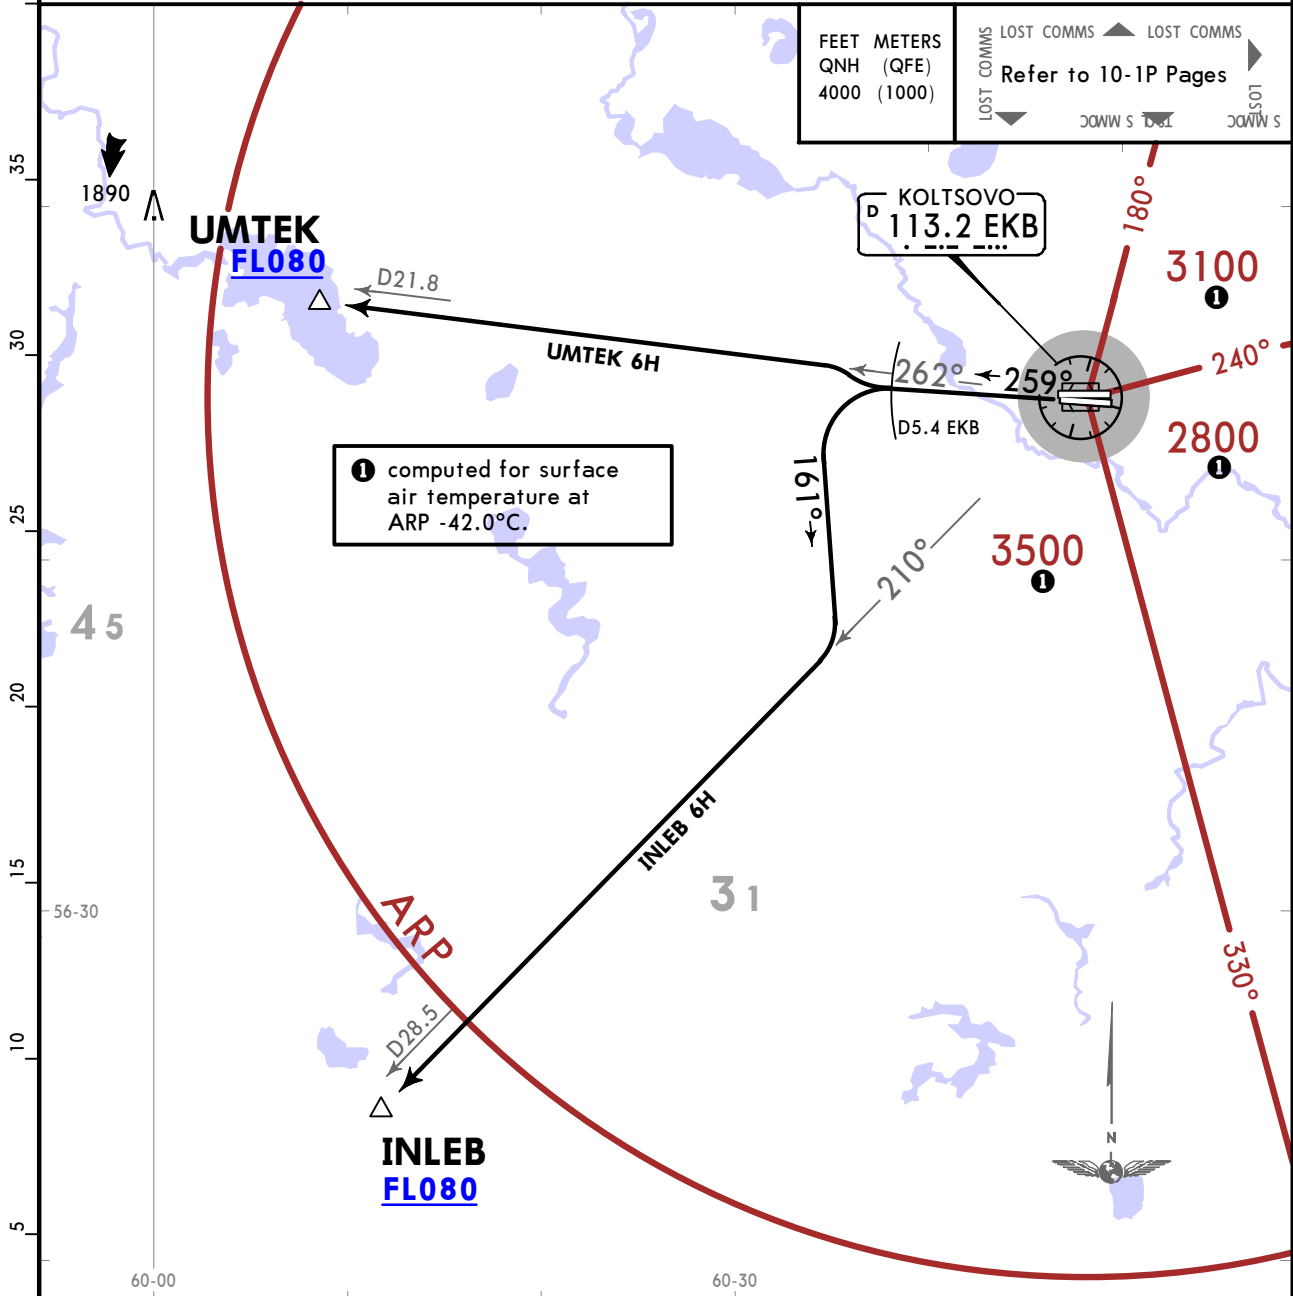 FEET METERS
QNH (QFE)
4000 (1000)
LOST COMMS LOST COMMS
LOST COMMS
Refer to 10-1P Pages
LOST COMMS
LOST COMMS
35
1890
UMTEK
FL080
D21.8
KOLTSOVO
D 113.2 EKB
180°
3100
1
30
UMTEK 6H
262°
259°
240°
D5.4 EKB
2800
1
1 computed for surface
air temperature at
ARP -42.0°C.
161°
25
210°
3500
1
45
20
INLEB 6H
15
31
56-30
ARP
330°
10
D28.5
N
INLEB
FL080
5
60-00
60-30